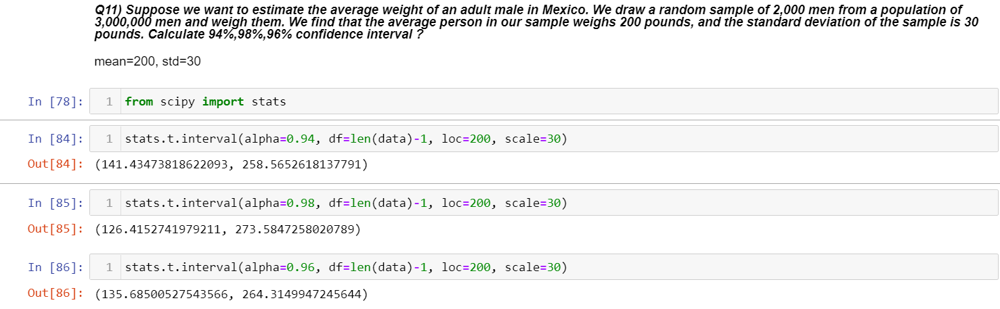 Q11) Suppose we want to estimate the average weight of an adult male in Mexico. We draw a random sample of 2,000 men from a population of
3,000,000 men and weigh them. We find that the average person in our sample weighs 200 pounds, and the standard deviation of the sample is 30
pounds. Calculate 94%,98%,96% confidence interval ?
mean=200, std=30
In [78]: 1 from scipy import stats
In [84]: 1 stats.t.interval(alpha=0.94, df=len(data)-1, loc=200, scale=30)
Out[84]: (141.43473818622093, 258.5652618137791)
In [85]: 1 stats.t.interval(alpha=0.98, df=len(data)-1, loc=200, scale=30)
Out[85]: (126.4152741979211, 273.5847258020789)
In [86]: 1 stats.t.interval(alpha=0.96, df=len(data)-1, loc=200, scale=30)
Out[86]: (135.68500527543566, 264.3149947245644)